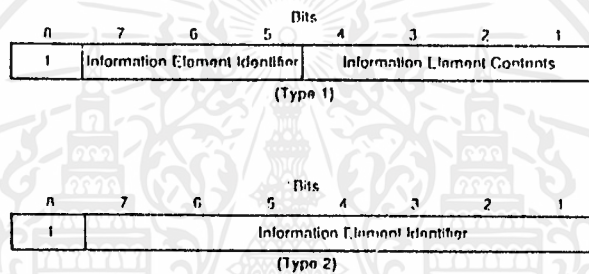 Bits
8 7 6 5 4 3 2 1
1 Information Element Identifier Information Element Contents
(Type 1)
Bits
8 7 6 5 4 3 2 1
1 Information Element Identifier
(Type 2)